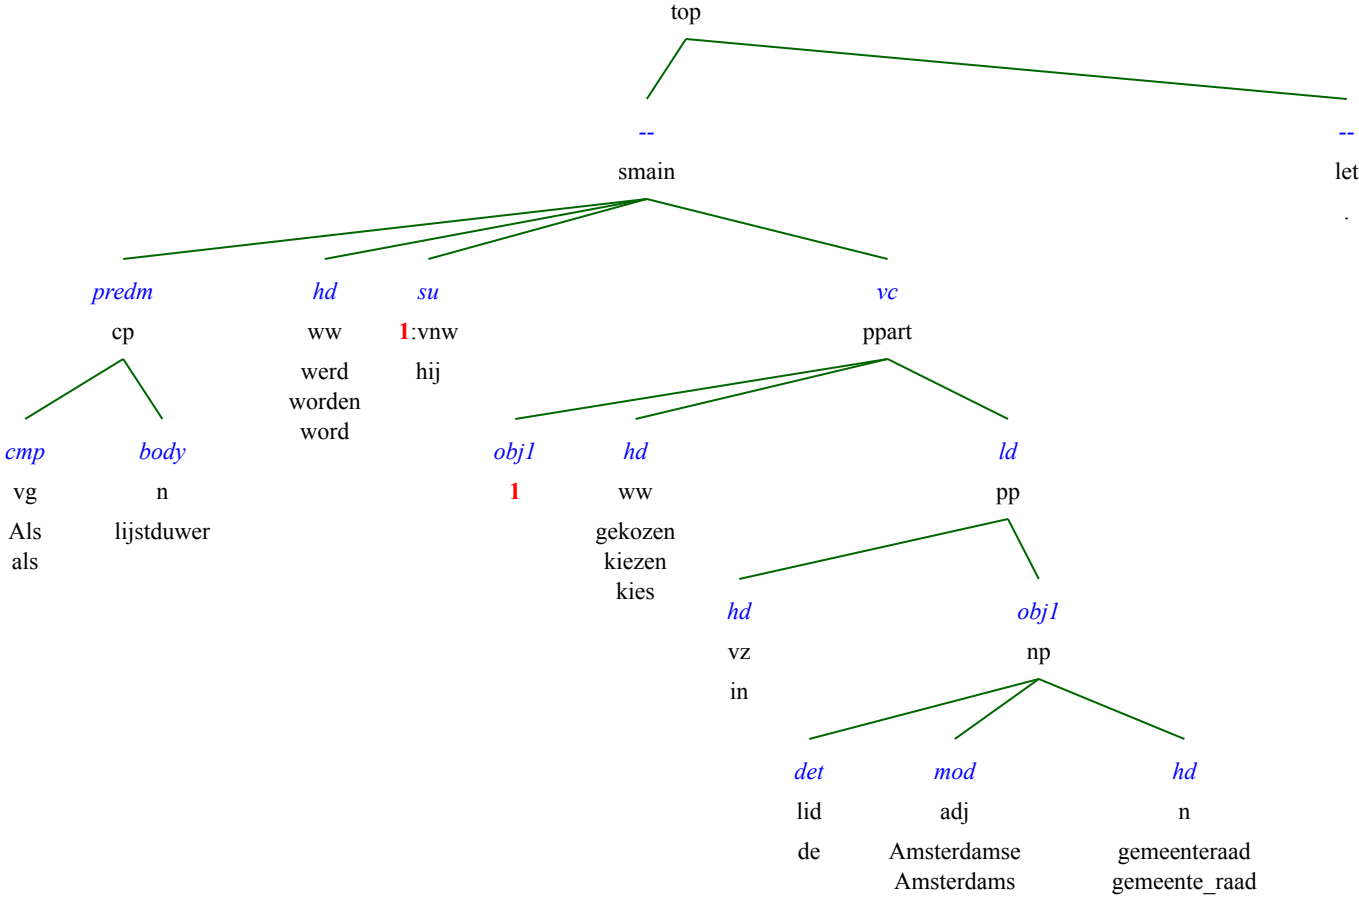 top
-- --
smain let
.
predm hd su vc
cp ww 1:vnw ppart
werd hij
worden
word
cmp body obj1 hd ld
vg n 1 ww pp
Als lijstduwer gekozen
als kiezen
kies
hd obj1
vz np
in
det mod hd
lid adj n
de Amsterdamse gemeenteraad
Amsterdams gemeente_raad